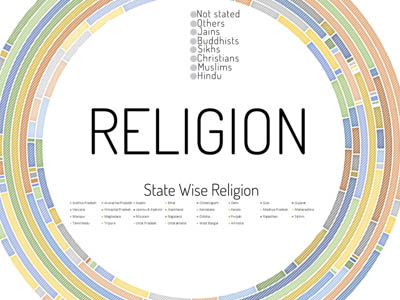 Not stated
Others
Jains
Buddhists
Sikhs
Christians
Muslims
Hindu
RELIGION
State Wise Religion
Andhra Pradesh Arunachal Pradesh Assam Bihar Chhattisgarh Delhi Goa Gujarat
Haryana Himachal Pradesh Jammu & Kashmir Jharkhand Karnataka Kerala Madhya Pradesh Maharashtra
Manipur Meghalaya Mizoram Nagaland Odisha Punjab Rajasthan Sikkim
Tamil Nadu Tripura Uttar Pradesh Uttarakhand West Bengal